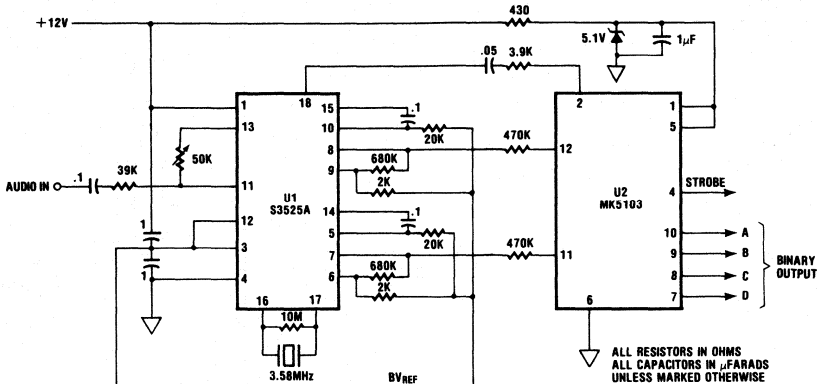 +12V
430
5.1V
1µF
.05
3.9K
1
18
15
.1
2
1
13
10
20K
5
50K
8
680K
470K
12
39K
9
2K
.1
AUDIO IN
11
U1
S3525A
U2
MK5103
4
STROBE
12
14
.1
10
A
1
3
5
20K
9
B
BINARY
OUTPUT
1
4
7
680K
470K
11
8
C
6
2K
7
D
16
17
6
10M
3.58MHz
BVREF
ALL RESISTORS IN OHMS
ALL CAPACITORS IN µFARADS
UNLESS MARKED OTHERWISE